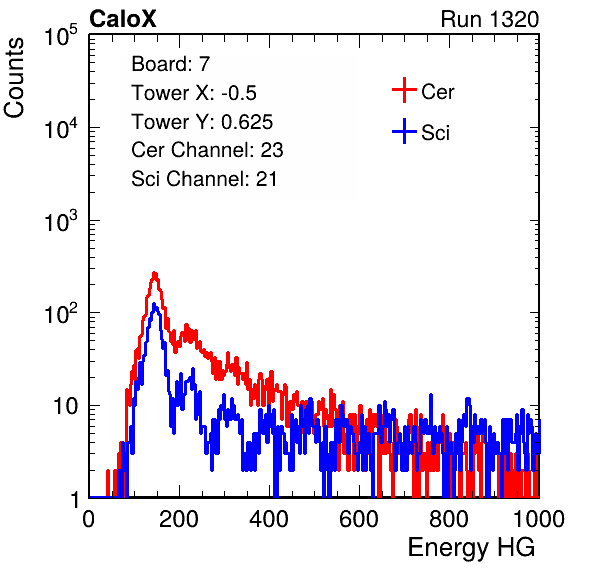 CaloX Run 1320
Counts
Board: 7
Tower X: -0.5
Tower Y: 0.625
Cer Channel: 23
Sci Channel: 21
Cer
Sci
10^5
10^4
10^3
10^2
10
1
0 200 400 600 800 1000
Energy HG